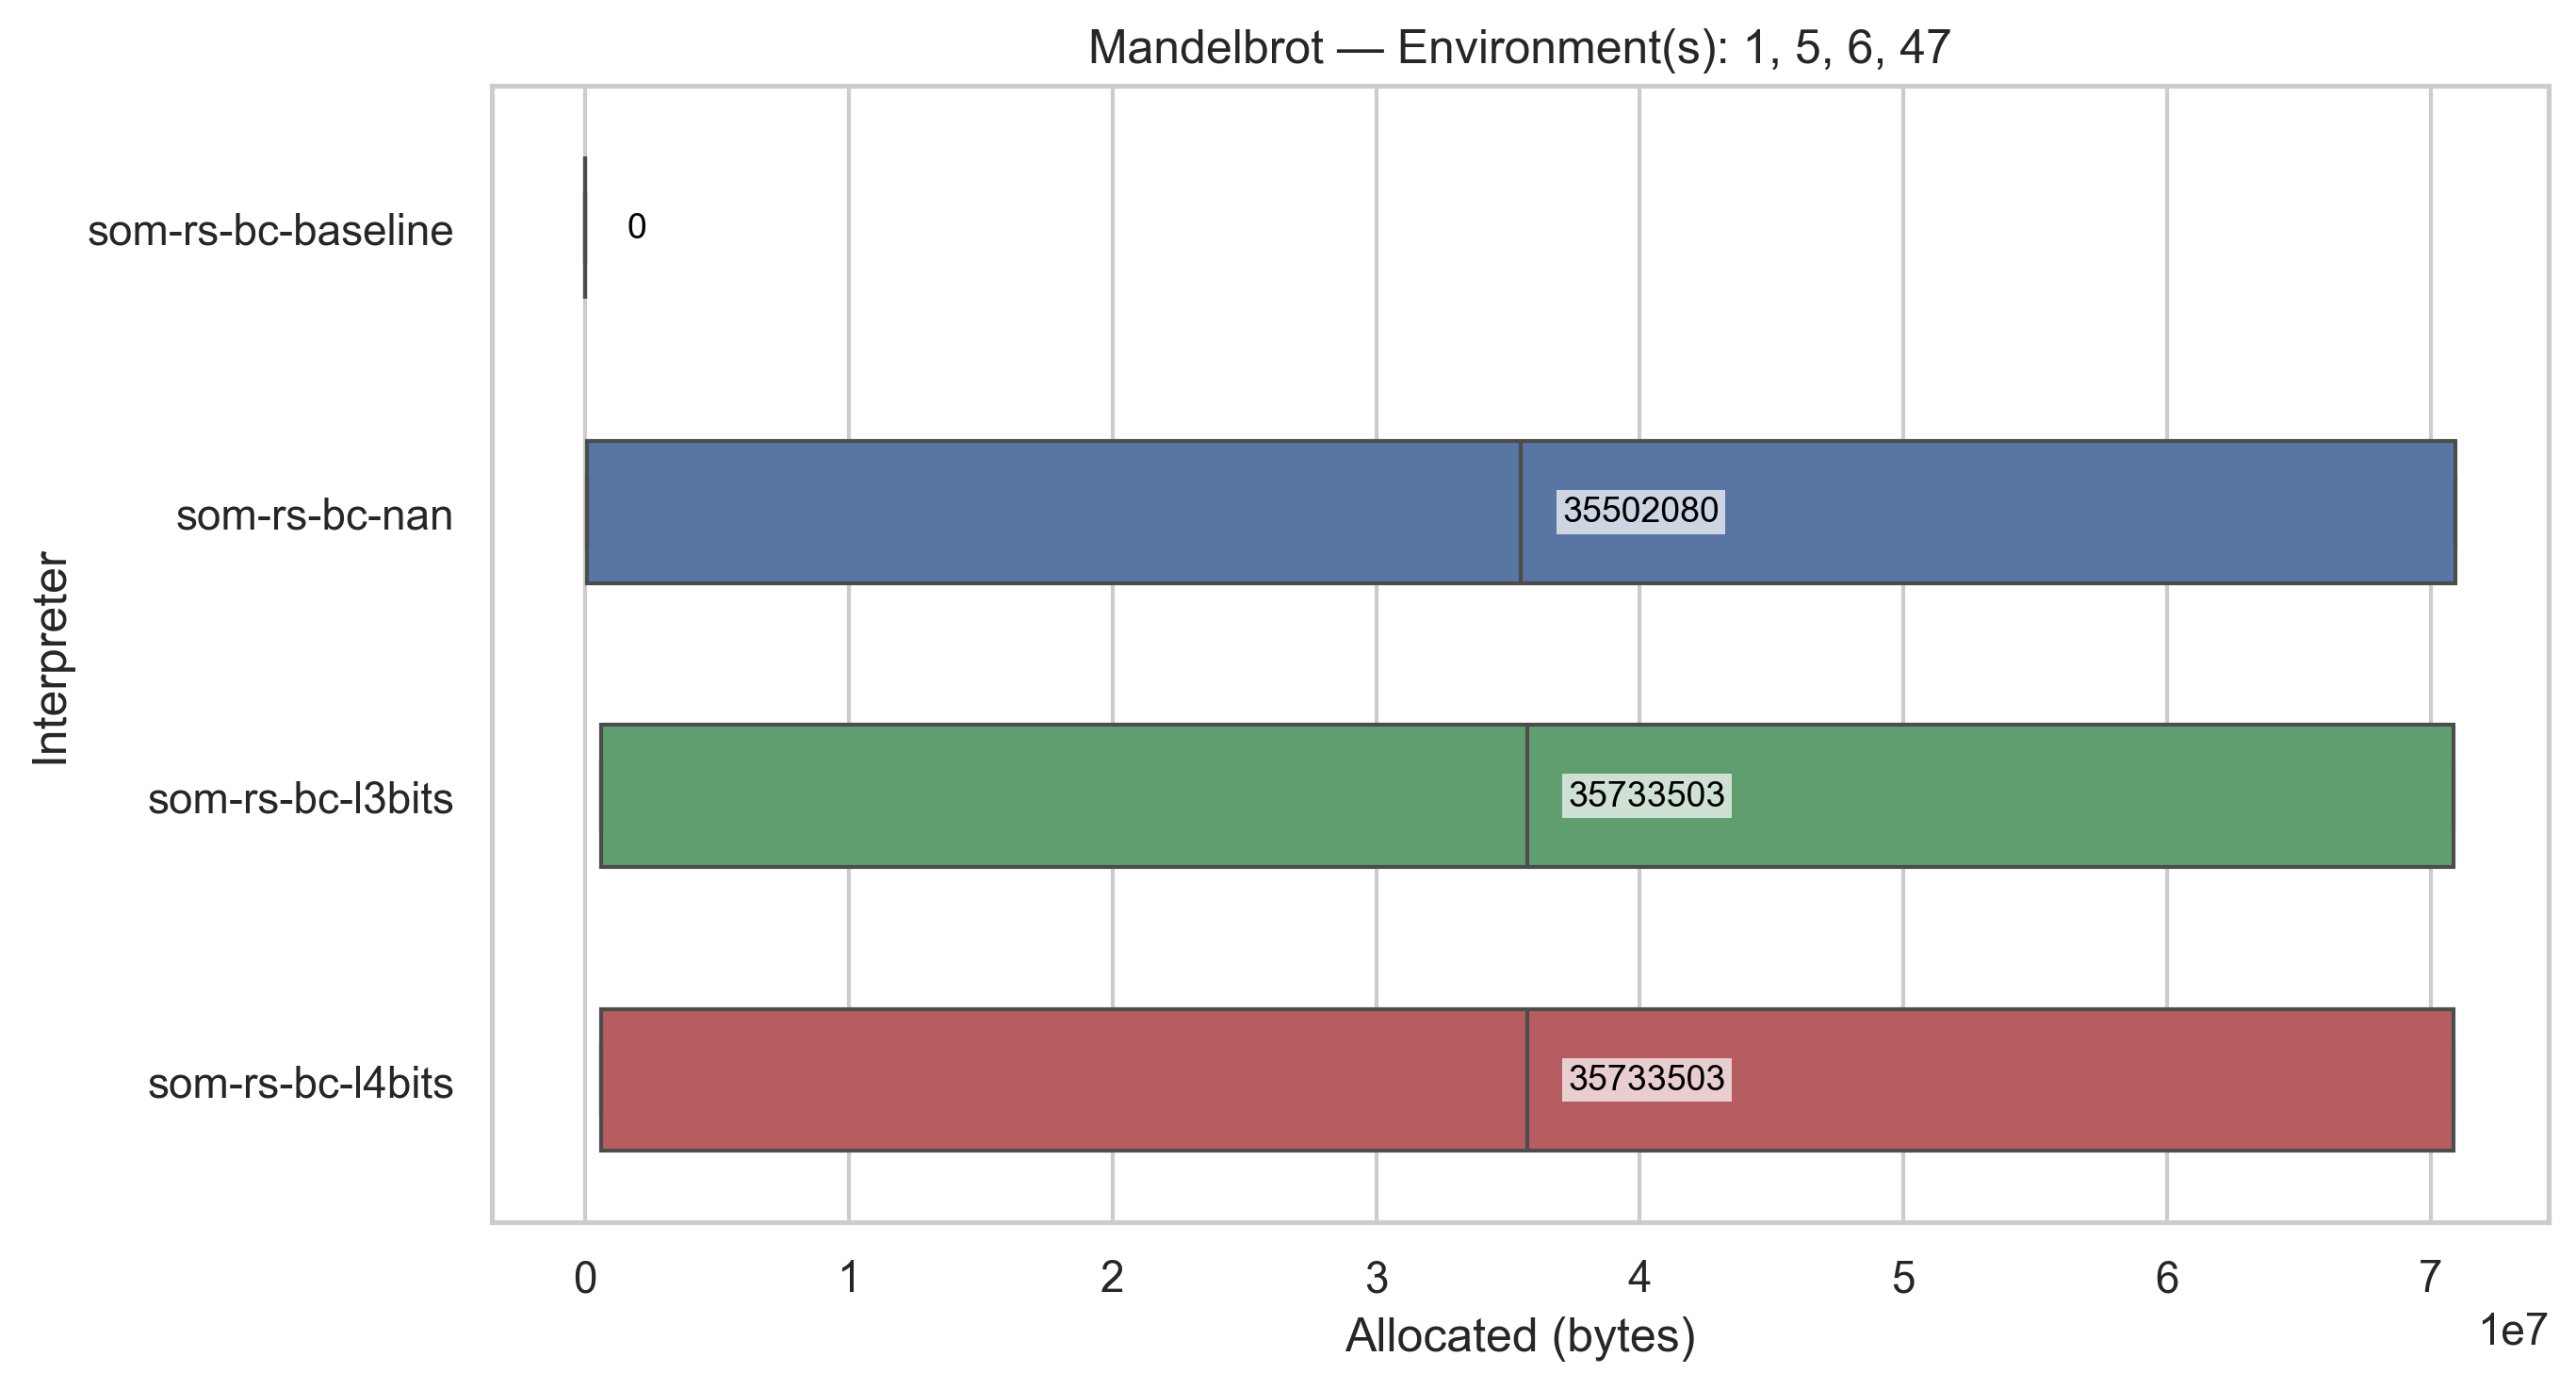 Mandelbrot — Environment(s): 1, 5, 6, 47
Interpreter
som-rs-bc-baseline
0
som-rs-bc-nan
35502080
som-rs-bc-l3bits
35733503
som-rs-bc-l4bits
35733503
0 1 2 3 4 5 6 7
1e7
Allocated (bytes)